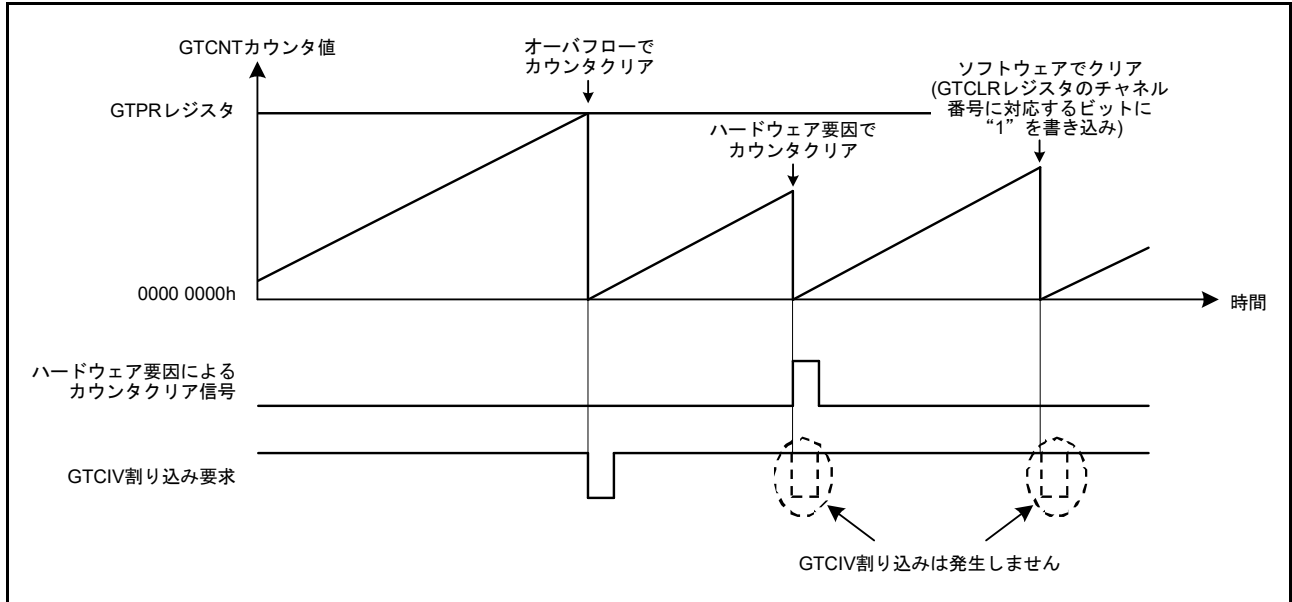 GTCNTカウンタ値
オーバフローで
カウンタクリア
ソフトウェアでクリア
(GTCLRレジスタのチャネル
番号に対応するビットに
“1”を書き込み)
GTPRレジスタ
ハードウェア要因で
カウンタクリア
0000 0000h
時間
ハードウェア要因による
カウンタクリア信号
GTCIV割り込み要求
GTCIV割り込みは発生しません